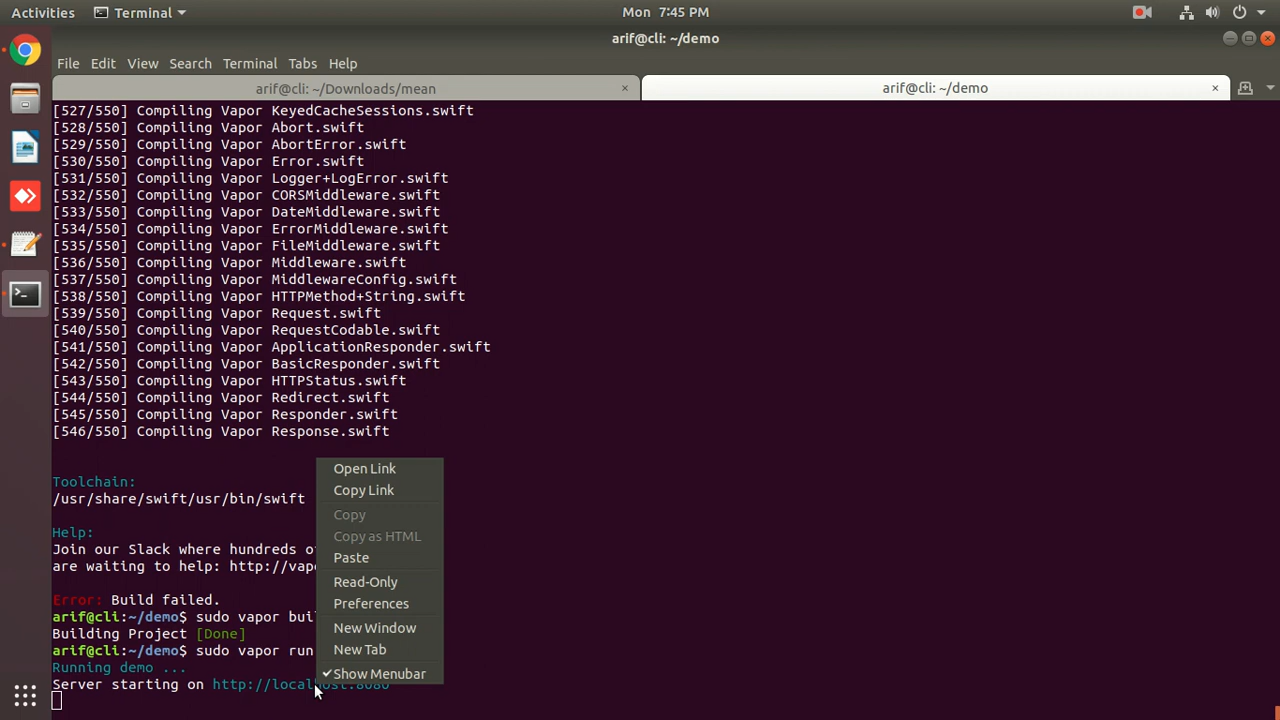 Activities Terminal Mon 7:45 PM
arif@cli: ~/demo
File Edit View Search Terminal Tabs Help
arif@cli: ~/Downloads/mean × arif@cli: ~/demo ×
[527/550] Compiling Vapor KeyedCacheSessions.swift
[528/550] Compiling Vapor Abort.swift
[529/550] Compiling Vapor AbortError.swift
[530/550] Compiling Vapor Error.swift
[531/550] Compiling Vapor Logger+LogError.swift
[532/550] Compiling Vapor CORSMiddleware.swift
[533/550] Compiling Vapor DateMiddleware.swift
[534/550] Compiling Vapor ErrorMiddleware.swift
[535/550] Compiling Vapor FileMiddleware.swift
[536/550] Compiling Vapor Middleware.swift
[537/550] Compiling Vapor MiddlewareConfig.swift
[538/550] Compiling Vapor HTTPMethod+String.swift
[539/550] Compiling Vapor Request.swift
[540/550] Compiling Vapor RequestCodable.swift
[541/550] Compiling Vapor ApplicationResponder.swift
[542/550] Compiling Vapor BasicResponder.swift
[543/550] Compiling Vapor HTTPStatus.swift
[544/550] Compiling Vapor Redirect.swift
[545/550] Compiling Vapor Responder.swift
[546/550] Compiling Vapor Response.swift
Toolchain:
/usr/share/swift/usr/bin/swift
Help:
Join our Slack where hundreds of
are waiting to help: http://vapo
Error: Build failed.
arif@cli:~/demo$ sudo vapor buil
Building Project [Done]
arif@cli:~/demo$ sudo vapor run
Running demo ...
Server starting on http://localhost:8080
Open Link
Copy Link
Copy
Copy as HTML
Paste
Read-Only
Preferences
New Window
New Tab
Show Menubar